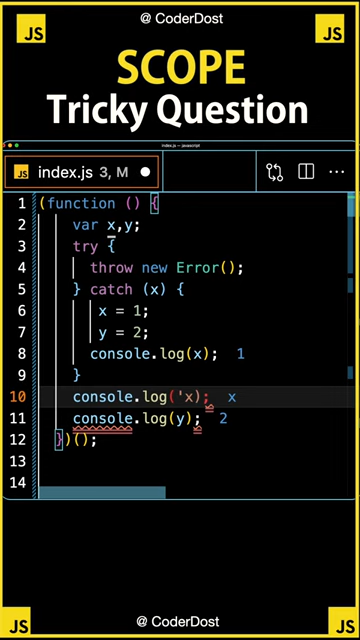 @ CoderDost
JS
JS
SCOPE
Tricky Question
index.js — javascript
JS index.js 3, M
1 (function () {
2 var x,y;
3 try {
4 throw new Error();
5 } catch (x) {
6 x = 1;
7 y = 2;
8 console.log(x); 1
9 }
10 console.log('x); x
11 console.log(y); 2
12 })();
13
14
JS
JS
@ CoderDost